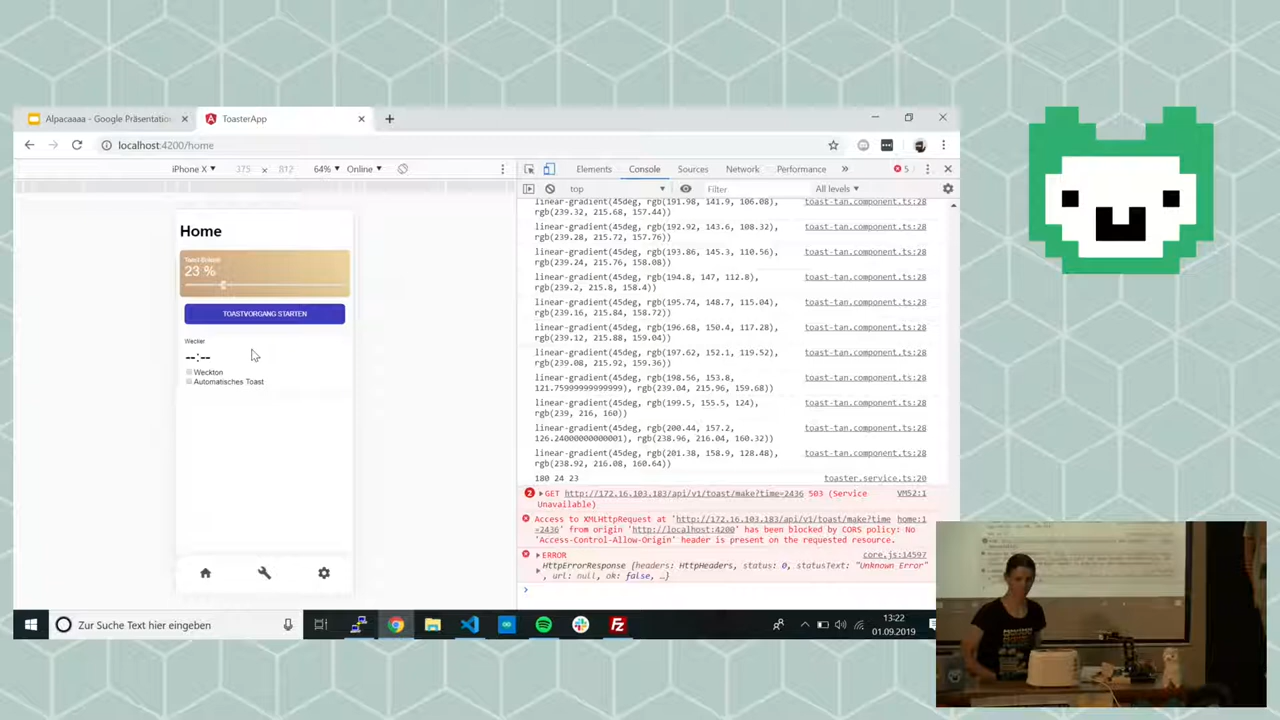 Alpacaaaa - Google Präsentation
ToasterApp
localhost:4200/home
iPhone X
375
812
64%
Online
Elements
Console
Sources
Network
Performance
5
top
Filter
All levels
linear-gradient(45deg, rgb(191.98, 141.9, 106.08),
toast-tan.component.ts:28
rgb(239.32, 215.68, 157.44))
linear-gradient(45deg, rgb(192.92, 143.6, 108.32),
toast-tan.component.ts:28
rgb(239.28, 215.72, 157.76))
linear-gradient(45deg, rgb(193.86, 145.3, 110.56),
toast-tan.component.ts:28
rgb(239.24, 215.76, 158.08))
linear-gradient(45deg, rgb(194.8, 147, 112.8),
toast-tan.component.ts:28
rgb(239.2, 215.8, 158.4))
linear-gradient(45deg, rgb(195.74, 148.7, 115.04),
toast-tan.component.ts:28
rgb(239.16, 215.84, 158.72))
linear-gradient(45deg, rgb(196.68, 150.4, 117.28),
toast-tan.component.ts:28
rgb(239.12, 215.88, 159.04))
linear-gradient(45deg, rgb(197.62, 152.1, 119.52),
toast-tan.component.ts:28
rgb(239.08, 215.92, 159.36))
linear-gradient(45deg, rgb(198.56, 153.8,
toast-tan.component.ts:28
121.75999999999999), rgb(239.04, 215.96, 159.68))
linear-gradient(45deg, rgb(199.5, 155.5, 124),
toast-tan.component.ts:28
rgb(239, 216, 160))
linear-gradient(45deg, rgb(200.44, 157.2,
toast-tan.component.ts:28
126.24000000000001), rgb(238.96, 216.04, 160.32))
linear-gradient(45deg, rgb(201.38, 158.9, 128.48),
toast-tan.component.ts:28
rgb(238.92, 216.08, 160.64))
180 24 23
toaster.service.ts:20
2 GET http://172.16.103.183/api/v1/toast/make?time=2436 503 (Service
VM52:1
Unavailable)
Access to XMLHttpRequest at 'http://172.16.103.183/api/v1/toast/make?time
home:1
=2436' from origin 'http://localhost:4200' has been blocked by CORS policy: No
'Access-Control-Allow-Origin' header is present on the requested resource.
ERROR
core.js:14597
HttpErrorResponse {headers: HttpHeaders, status: 0, statusText: "Unknown Error"
, url: null, ok: false, …}
Home
23 %
TOASTVORGANG STARTEN
Wecker
--:--
Weckton
Automatisches Toast
Zur Suche Text hier eingeben
13:22
01.09.2019